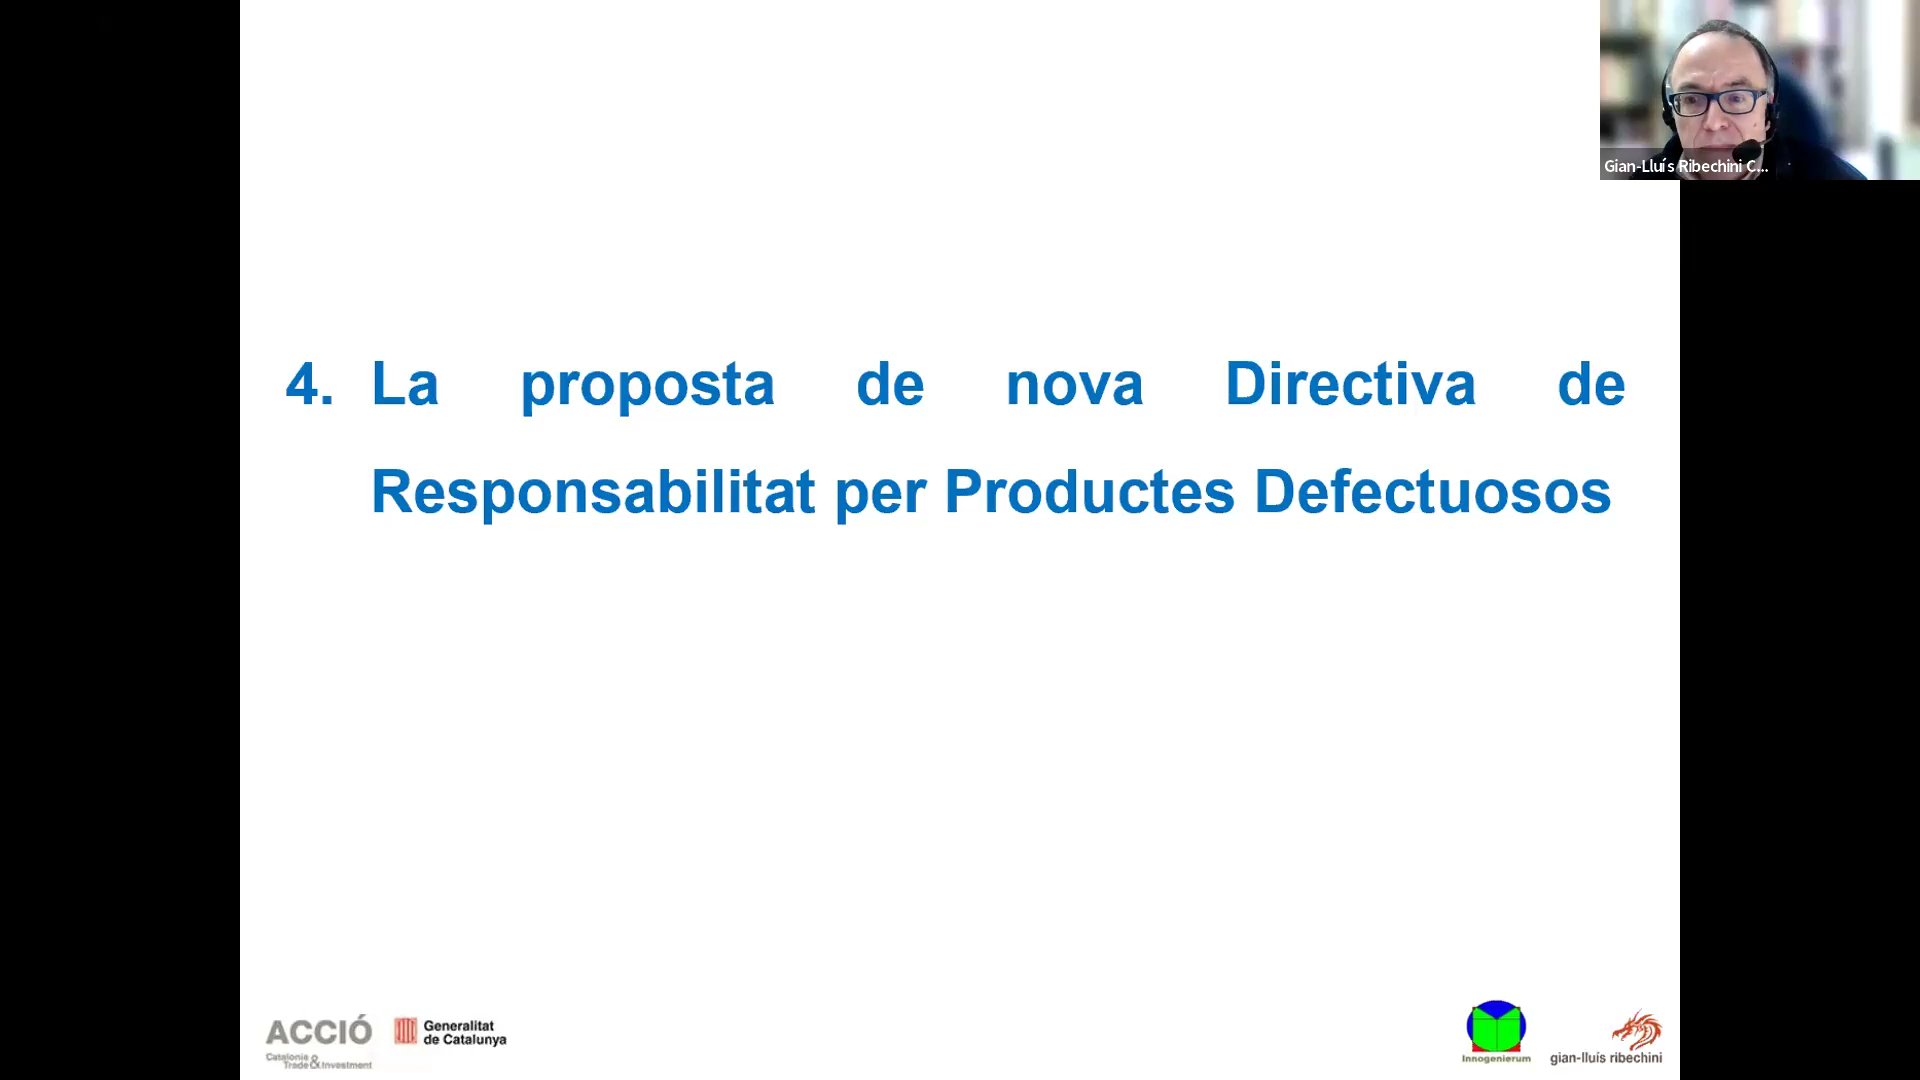 Gian-Lluís Ribechini C...
4. La proposta de nova Directiva de
Responsabilitat per Productes Defectuosos
ACCIÓ
Catalonia
Trade & Investment
Generalitat
de Catalunya
Innogenierum
gian-lluís ribechini